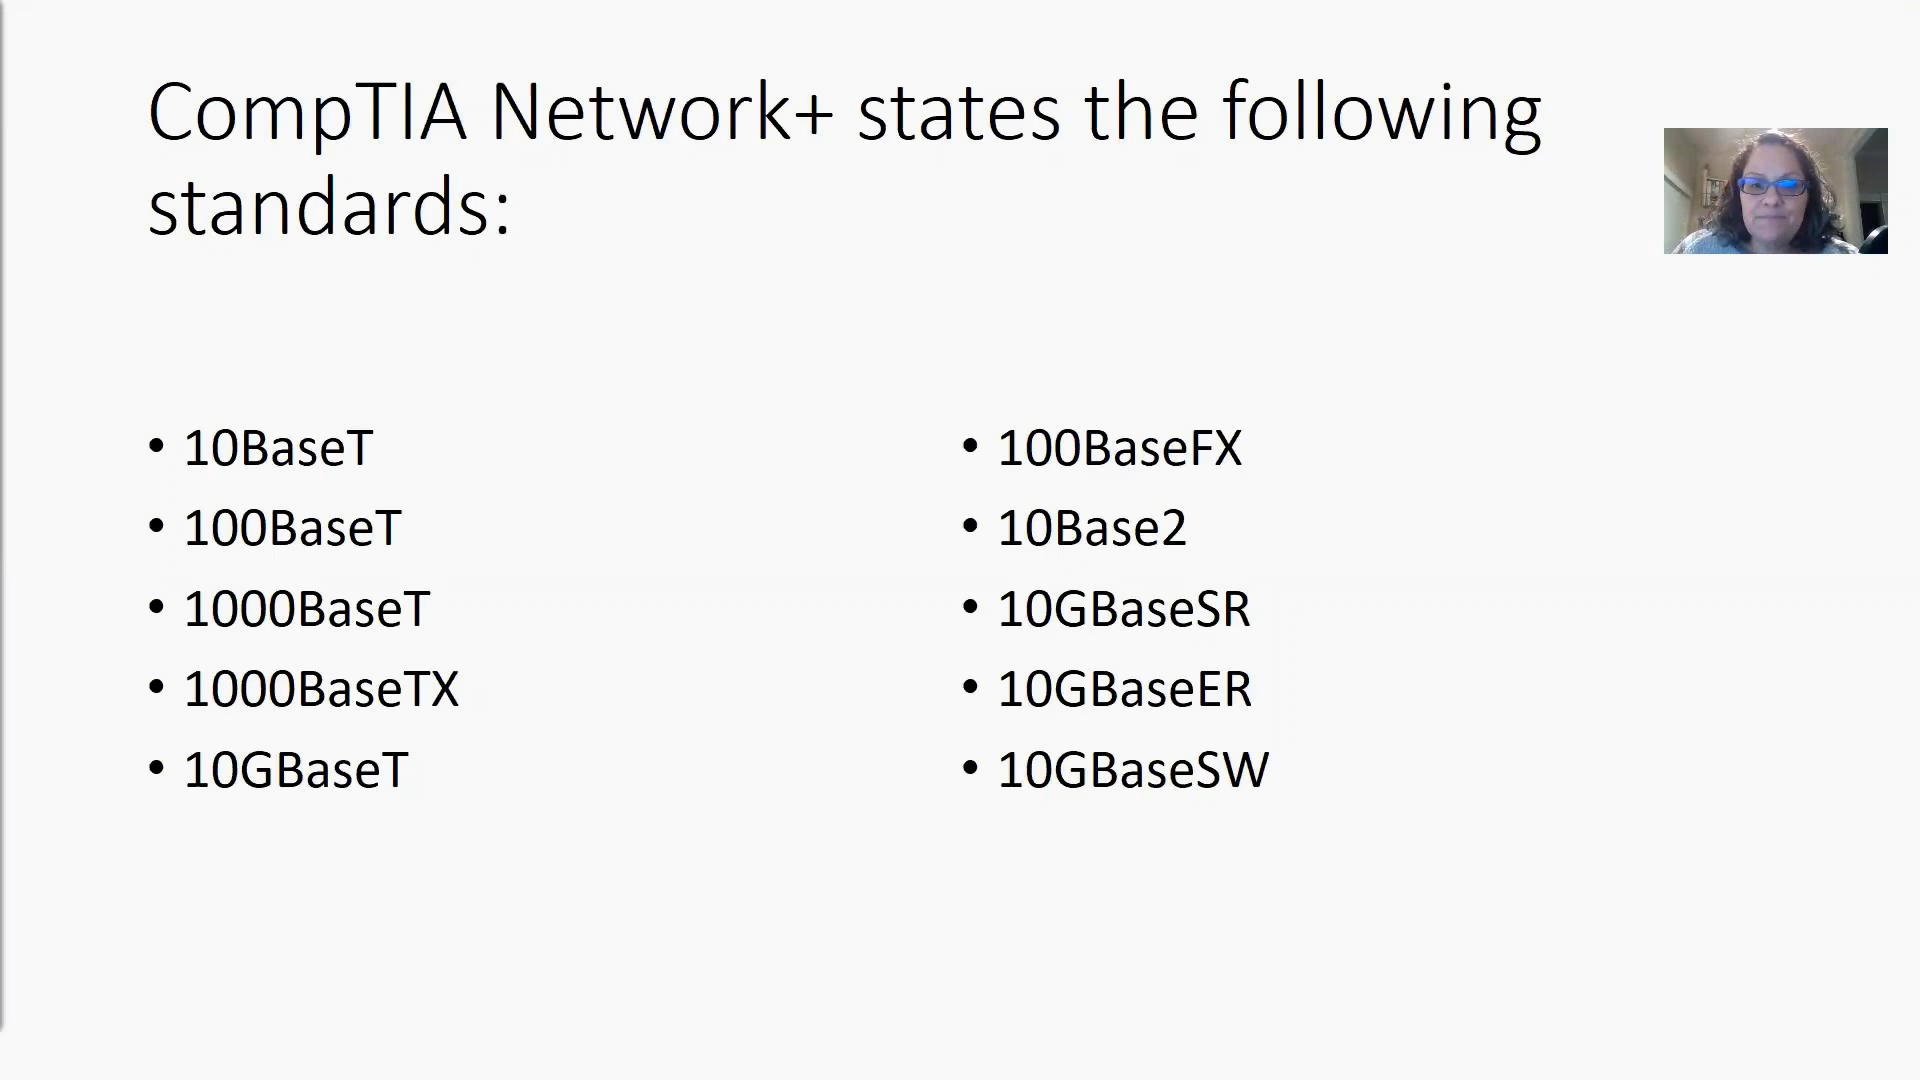 CompTIA Network+ states the following
standards:
• 10BaseT
• 100BaseT
• 1000BaseT
• 1000BaseTX
• 10GBaseT
• 100BaseFX
• 10Base2
• 10GBaseSR
• 10GBaseER
• 10GBaseSW